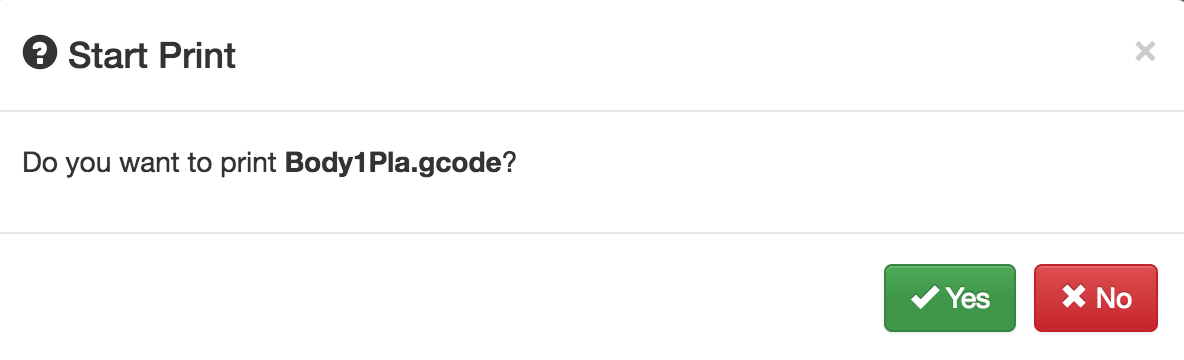 Start Print
Do you want to print Body1Pla.gcode?
Yes
No